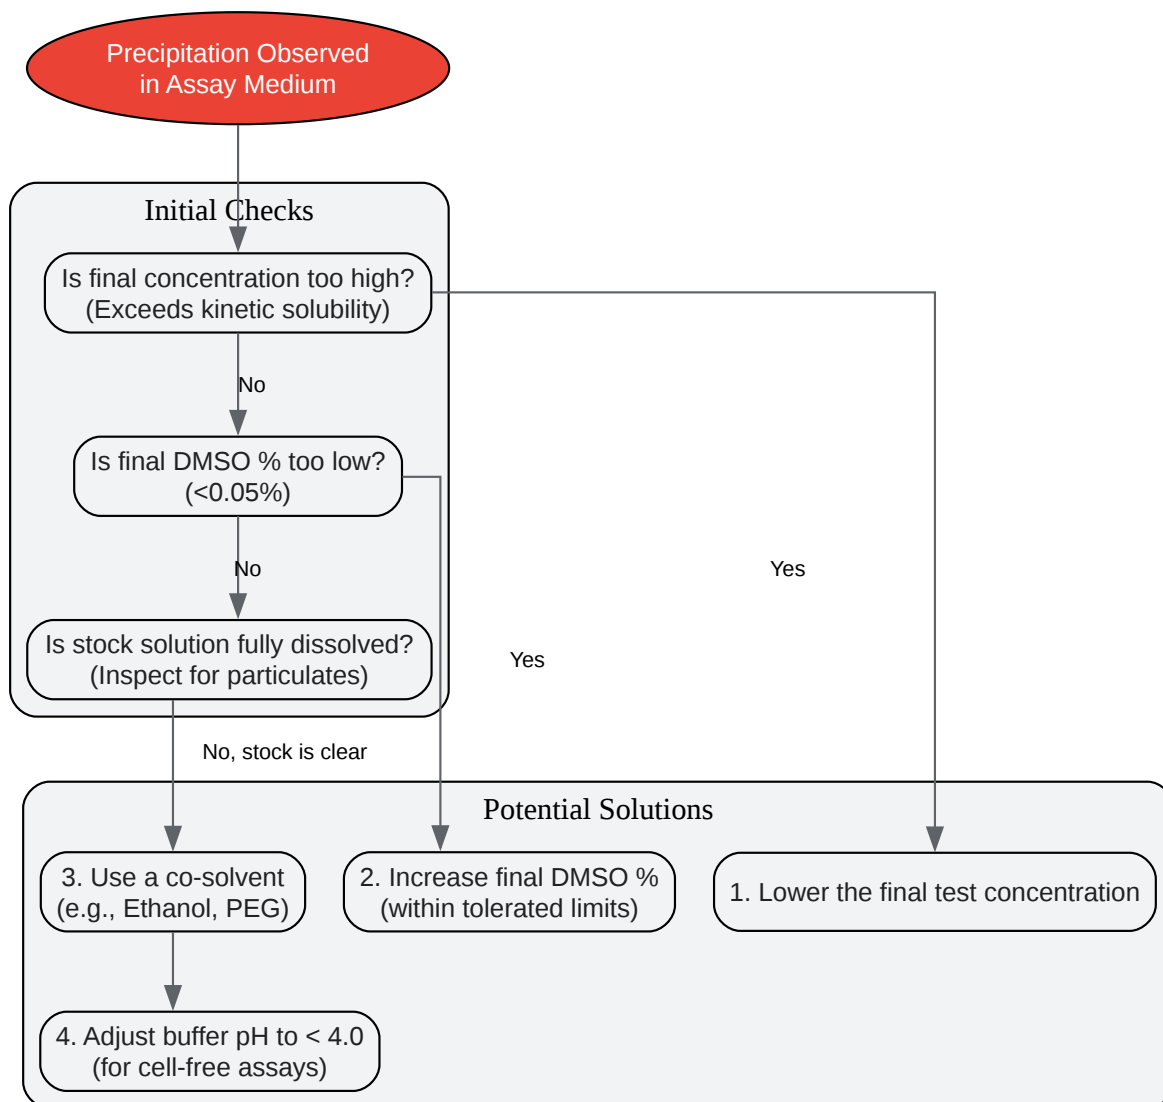 Precipitation Observed
in Assay Medium
Initial Checks
Is final concentration too high?
(Exceeds kinetic solubility)
No
Is final DMSO % too low?
(<0.05%)
No
Yes
Is stock solution fully dissolved?
(Inspect for particulates)
Yes
No, stock is clear
Potential Solutions
3. Use a co-solvent
(e.g., Ethanol, PEG)
2. Increase final DMSO %
(within tolerated limits)
1. Lower the final test concentration
4. Adjust buffer pH to < 4.0
(for cell-free assays)